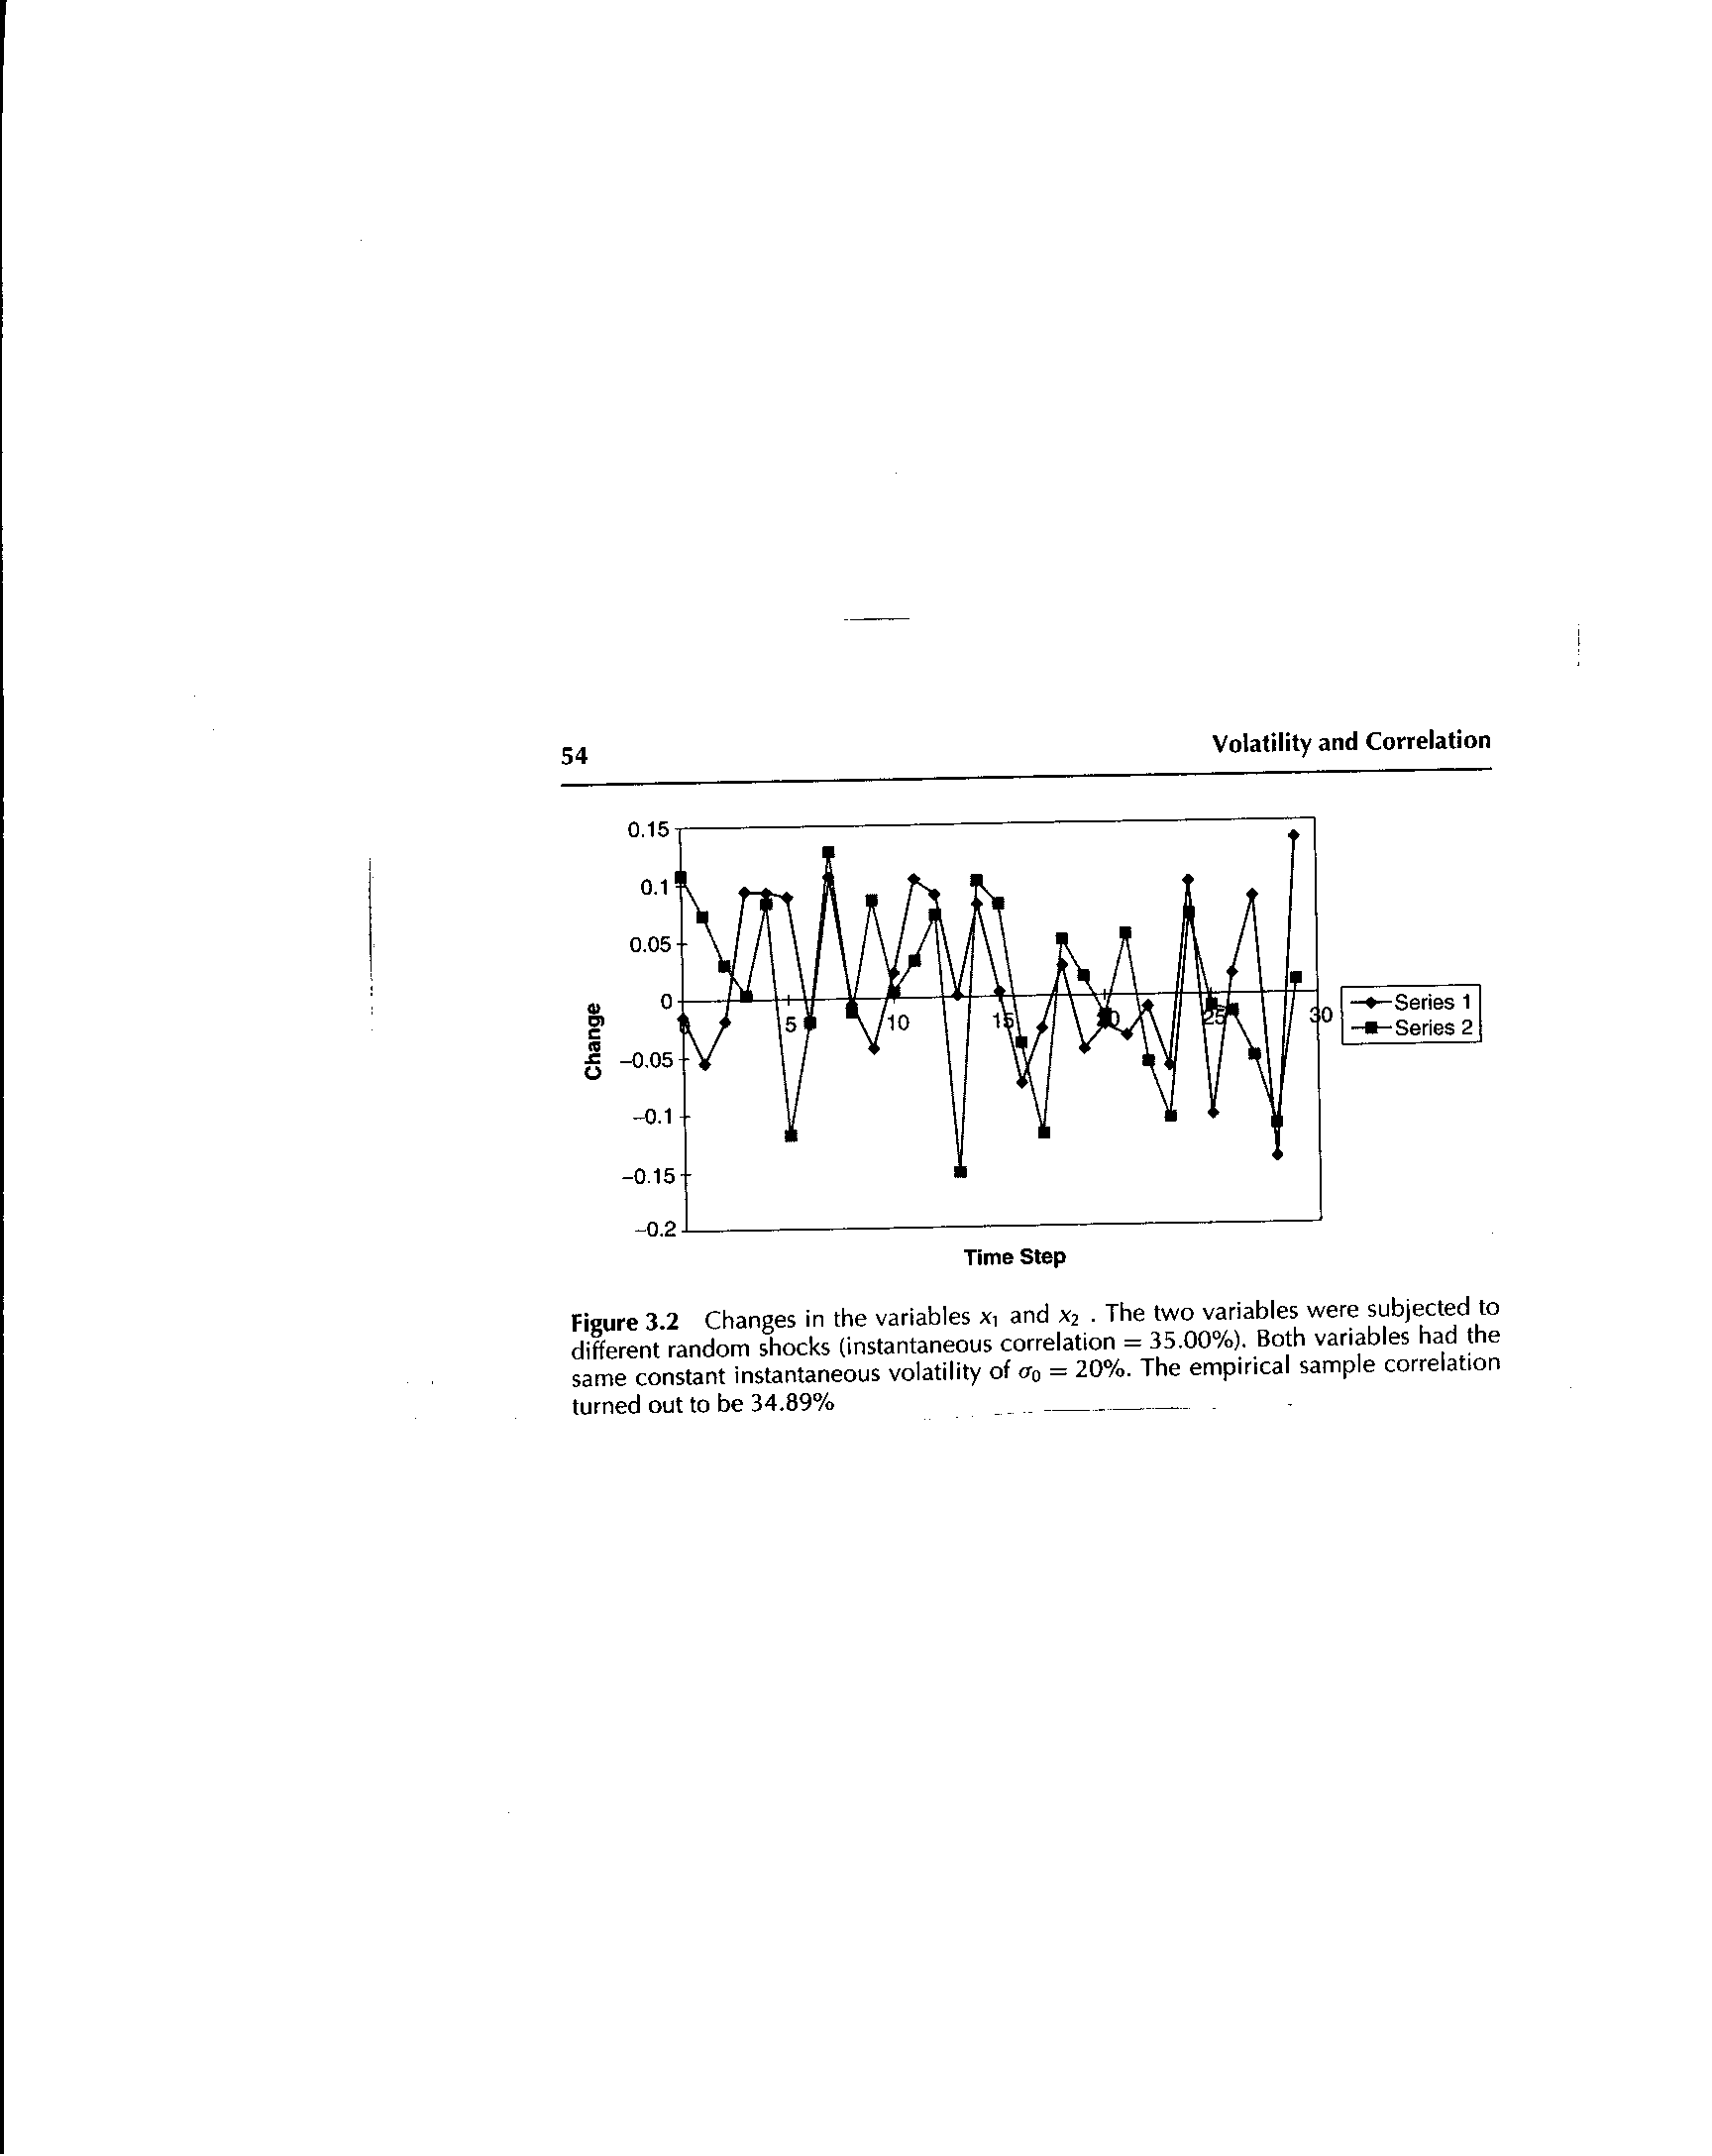 54
Volatility and Correlation
0.15
0.1
0.05
0
−0.05
−0.1
−0.15
−0.2
Change
5
10
15
20
25
30
Series 1
Series 2
Time Step
Figure 3.2 Changes in the variables x₁ and x₂ . The two variables were subjected to
different random shocks (instantaneous correlation = 35.00%). Both variables had the
same constant instantaneous volatility of σ₀ = 20%. The empirical sample correlation
turned out to be 34.89%